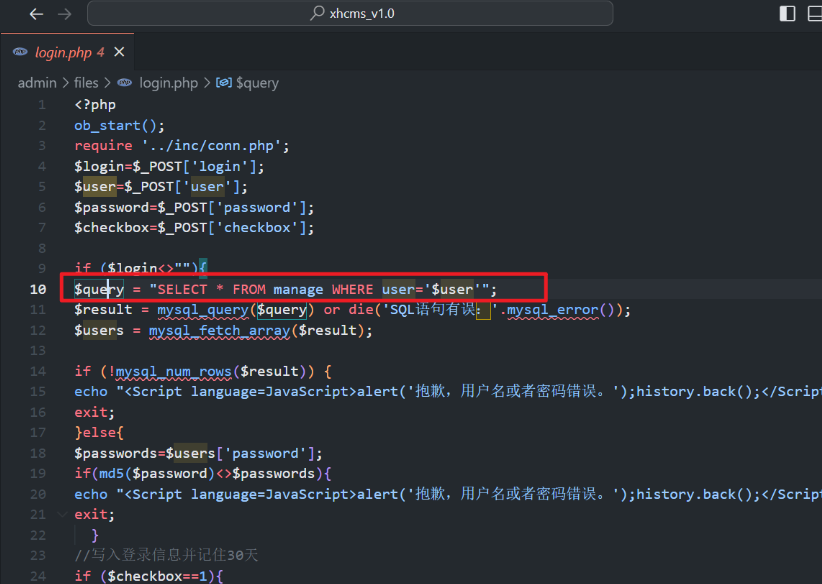 xhcms_v1.0
login.php 4
admin > files > login.php > $query
1 <?php
2 ob_start();
3 require '../inc/conn.php';
4 $login=$_POST['login'];
5 $user=$_POST['user'];
6 $password=$_POST['password'];
7 $checkbox=$_POST['checkbox'];
8
9 if ($login<>""){
10 $query = "SELECT * FROM manage WHERE user='$user'";
11 $result = mysql_query($query) or die('SQL语句有误：'.mysql_error());
12 $users = mysql_fetch_array($result);
13
14 if (!mysql_num_rows($result)) {
15 echo "<Script language=JavaScript>alert('抱歉，用户名或者密码错误。');history.back();</Script
16 exit;
17 }else{
18 $passwords=$users['password'];
19 if(md5($password)<>$passwords){
20 echo "<Script language=JavaScript>alert('抱歉，用户名或者密码错误。');history.back();</Script
21 exit;
22 }
23 //写入登录信息并记住30天
24 if ($checkbox==1){